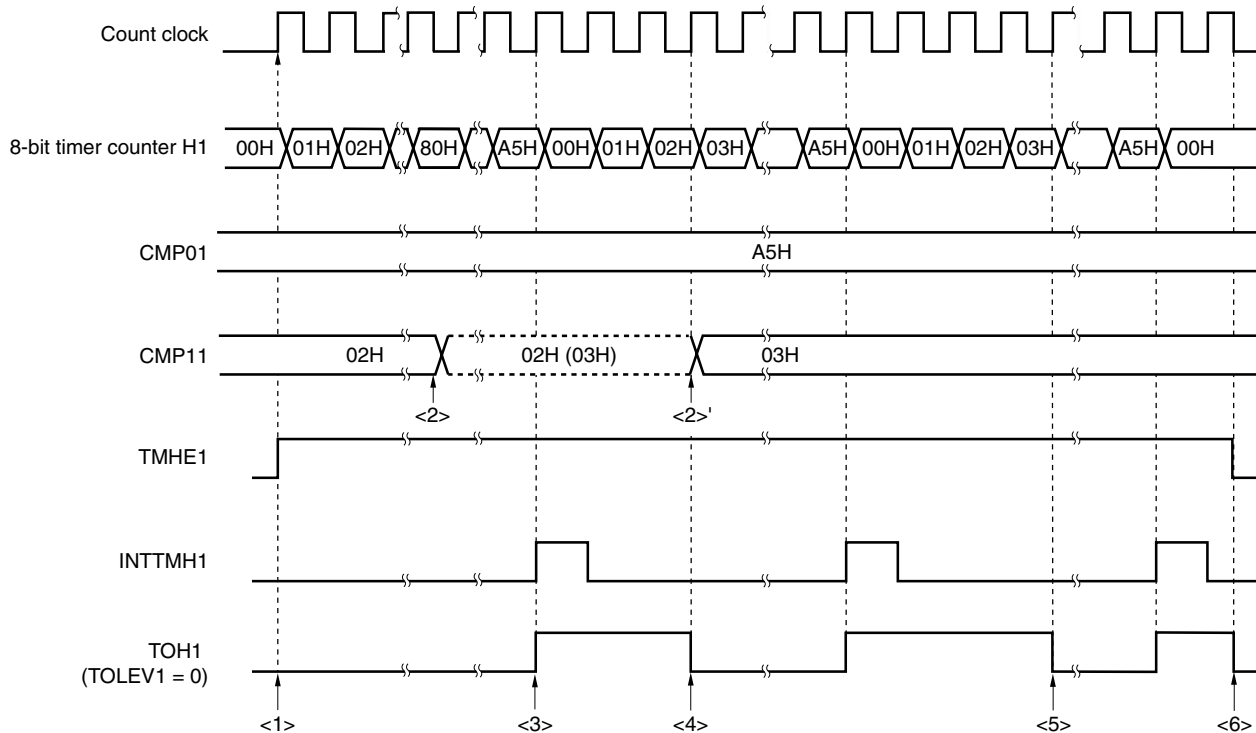 Count clock
8-bit timer counter H1
00H 01H 02H 80H A5H 00H 01H 02H 03H A5H 00H 01H 02H 03H A5H 00H
CMP01
A5H
CMP11
02H 02H (03H) 03H
<2> <2>'
TMHE1
INTTMH1
TOH1
(TOLEV1 = 0)
<1> <3> <4> <5> <6>